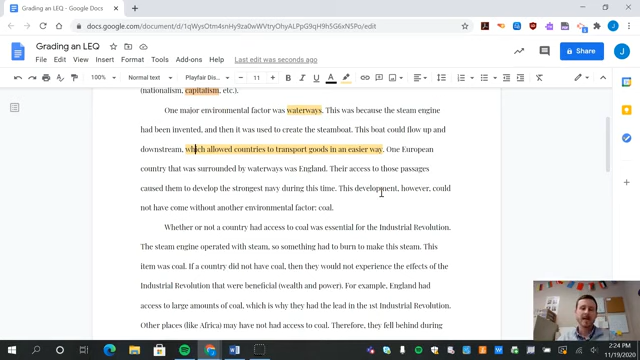 Grading an LEQ - Google Docs
docs.google.com/document/d/1qWysOtm4snHy9za0wWVtryOhyALPpG9qH9h5G6xN5Po/edit
Grading an LEQ
File Edit View Insert Format Tools Add-ons Help Last edit was seconds ago
Share
100% Normal text Playfair Disp... 11
(nationalism, capitalism, etc.).
One major environmental factor was waterways. This was because the steam engine
had been invented, and then it was used to create the steamboat. This boat could flow up and
downstream, which allowed countries to transport goods in an easier way. One European
country that was surrounded by waterways was England. Their access to those passages
caused them to develop the strongest navy during this time. This development, however, could
not have come without another environmental factor: coal.
Whether or not a country had access to coal was essential for the Industrial Revolution.
The steam engine operated with steam, so something had to burn to make this steam. This
item was coal. If a country did not have coal, then they would not experience the effects of the
Industrial Revolution that were beneficial (wealth and power). For example, England had
access to large amounts of coal, which is why they had the lead in the 1st Industrial Revolution.
Other places (like Africa) may have not had access to coal. Therefore, they fell behind during
2:24 PM
11/19/2020